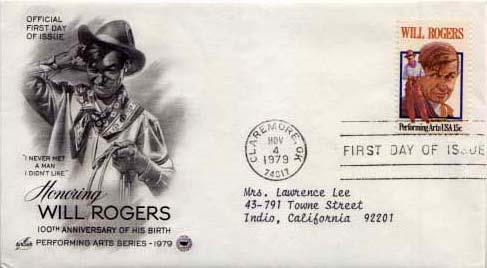 OFFICIAL
FIRST DAY
OF ISSUE
"I NEVER MET
A MAN
I DIDN'T LIKE"
Honoring
WILL ROGERS
100TH ANNIVERSARY OF HIS BIRTH
PERFORMING ARTS SERIES - 1979
WILL ROGERS
Performing Arts USA 15c
CLAREMORE, OK
NOV
4
1979
74017
FIRST DAY OF ISSUE
Mrs. Lawrence Lee
43-791 Towne Street
Indio, California 92201